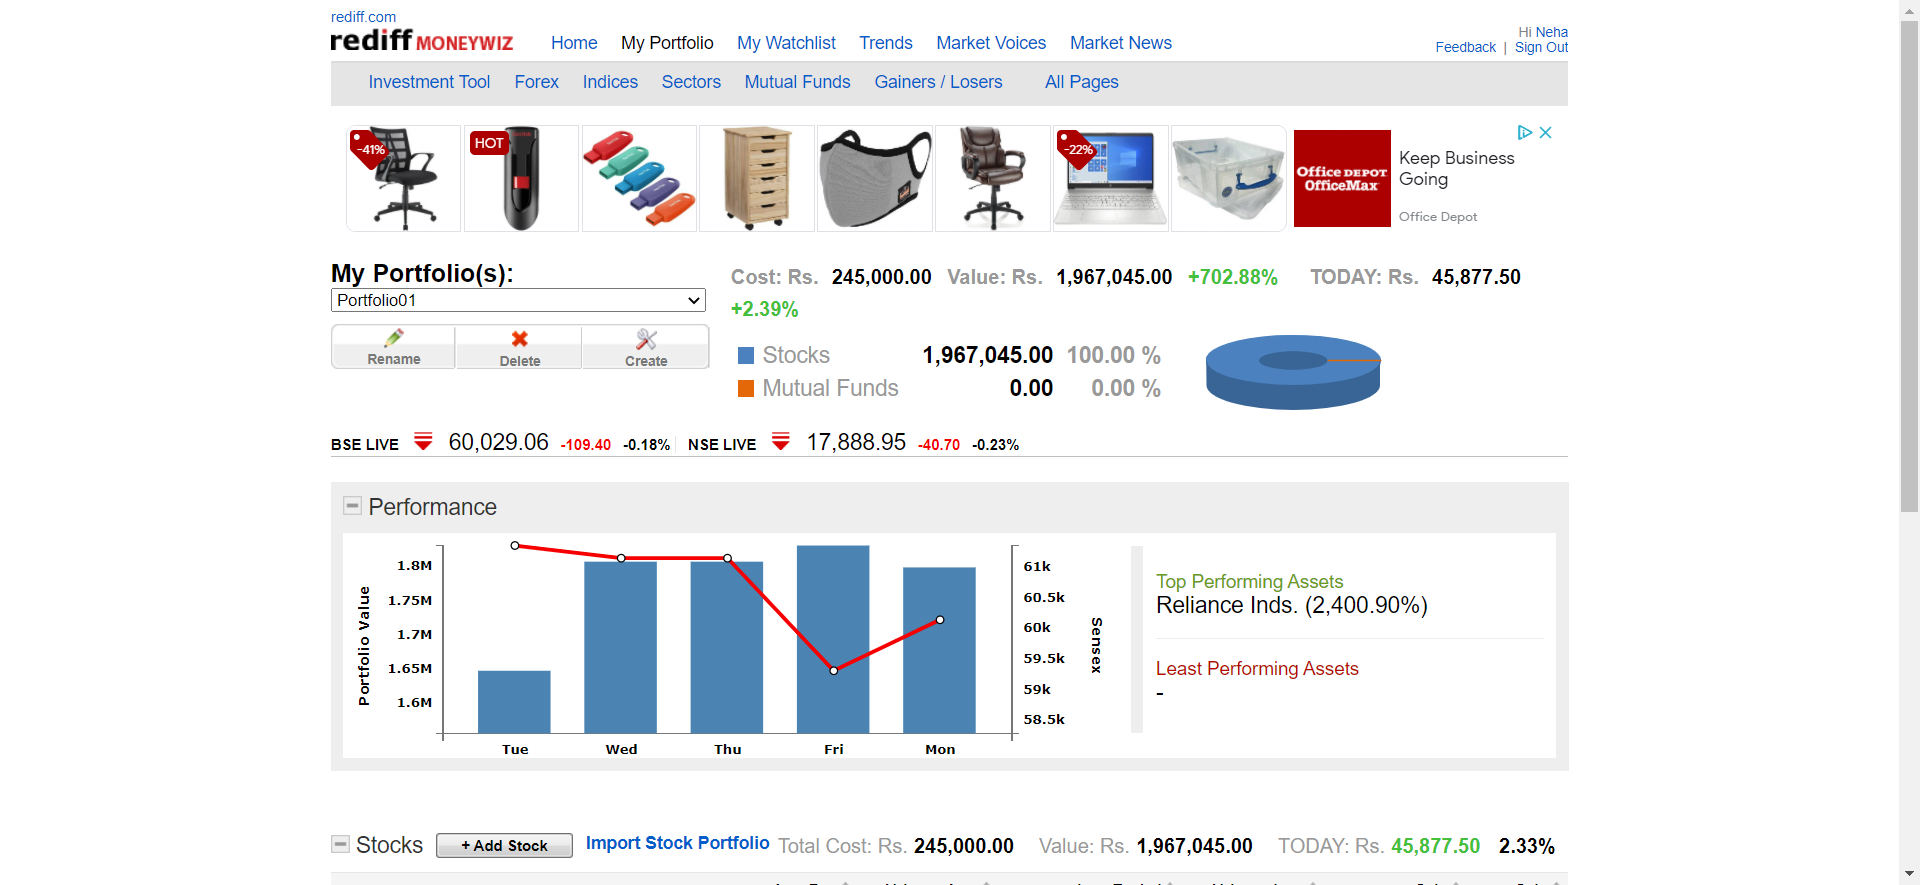 rediff.com
rediff MONEYWIZ
Home My Portfolio My Watchlist Trends Market Voices Market News
Hi Neha
Feedback | Sign Out
Investment Tool Forex Indices Sectors Mutual Funds Gainers / Losers All Pages
-41%
HOT
-22%
Office DEPOT
OfficeMax
Keep Business
Going
Office Depot
My Portfolio(s):
Portfolio01
Rename Delete Create
Cost: Rs. 245,000.00 Value: Rs. 1,967,045.00 +702.88% TODAY: Rs. 45,877.50
+2.39%
Stocks 1,967,045.00 100.00 %
Mutual Funds 0.00 0.00 %
BSE LIVE 60,029.06 -109.40 -0.18% NSE LIVE 17,888.95 -40.70 -0.23%
Performance
Portfolio Value
1.8M
1.75M
1.7M
1.65M
1.6M
61k
60.5k
60k
59.5k
59k
58.5k
Sensex
Tue Wed Thu Fri Mon
Top Performing Assets
Reliance Inds. (2,400.90%)
Least Performing Assets
-
Stocks + Add Stock Import Stock Portfolio Total Cost: Rs. 245,000.00 Value: Rs. 1,967,045.00 TODAY: Rs. 45,877.50 2.33%